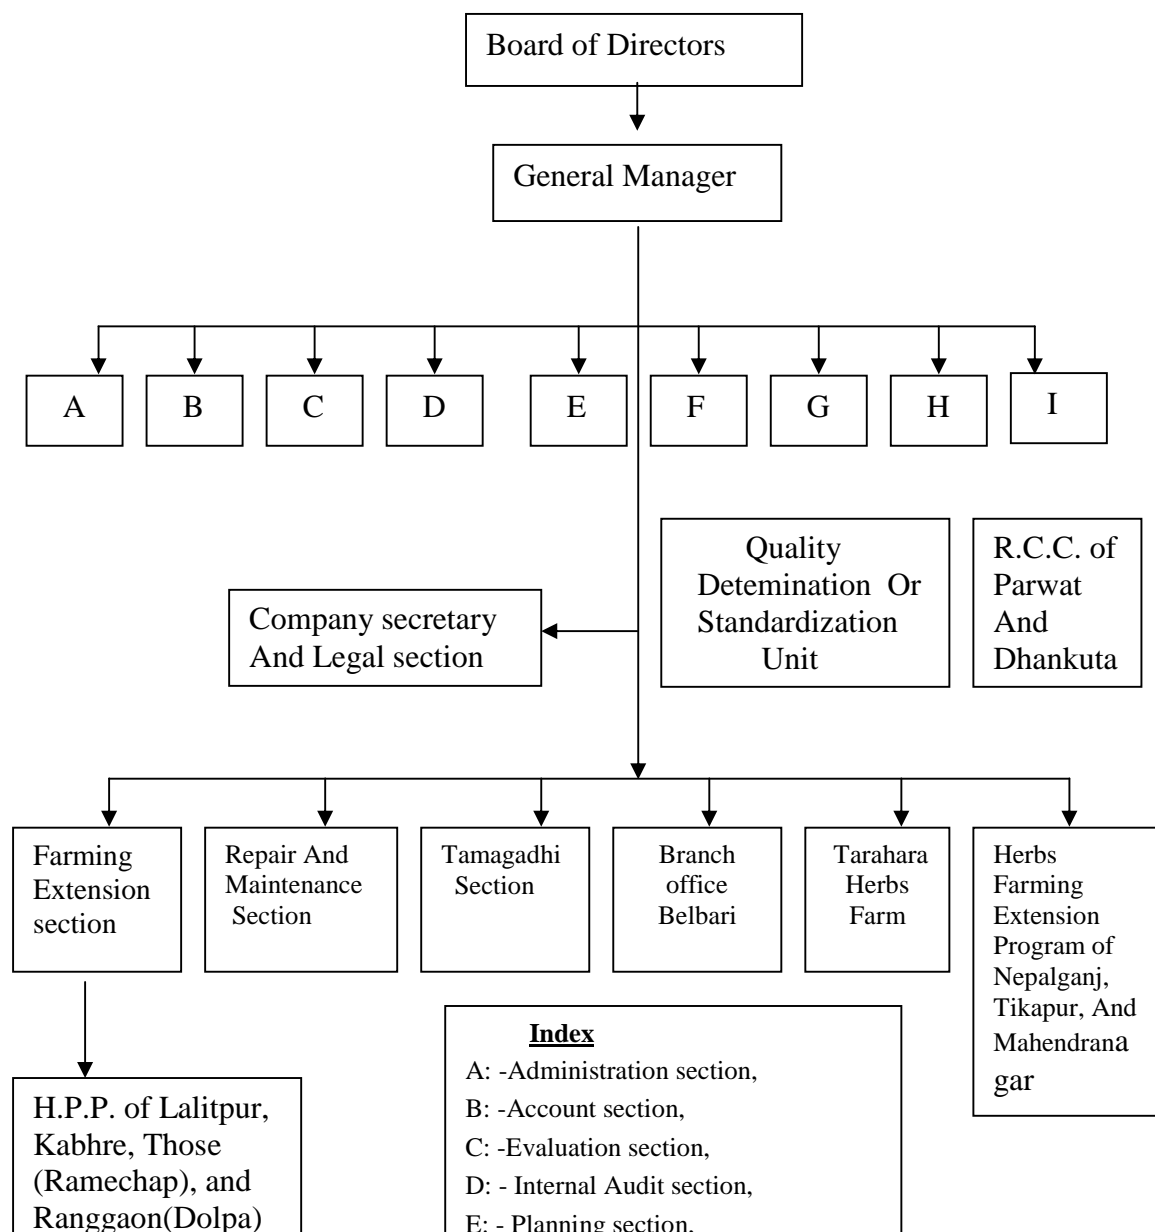 Board of Directors
General Manager
A
B
C
D
E
F
G
H
I
Quality
Detemination Or
Standardization
Unit
R.C.C. of
Parwat
And
Dhankuta
Company secretary
And Legal section
Farming
Extension
section
Repair And
Maintenance
Section
Tamagadhi
Section
Branch
office
Belbari
Tarahara
Herbs
Farm
Herbs
Farming
Extension
Program of
Nepalganj,
Tikapur, And
Mahendrana
gar
H.P.P. of Lalitpur,
Kabhre, Those
(Ramechap), and
Ranggaon(Dolpa)
Index
A: -Administration section,
B: -Account section,
C: -Evaluation section,
D: - Internal Audit section,
E: - Planning section,